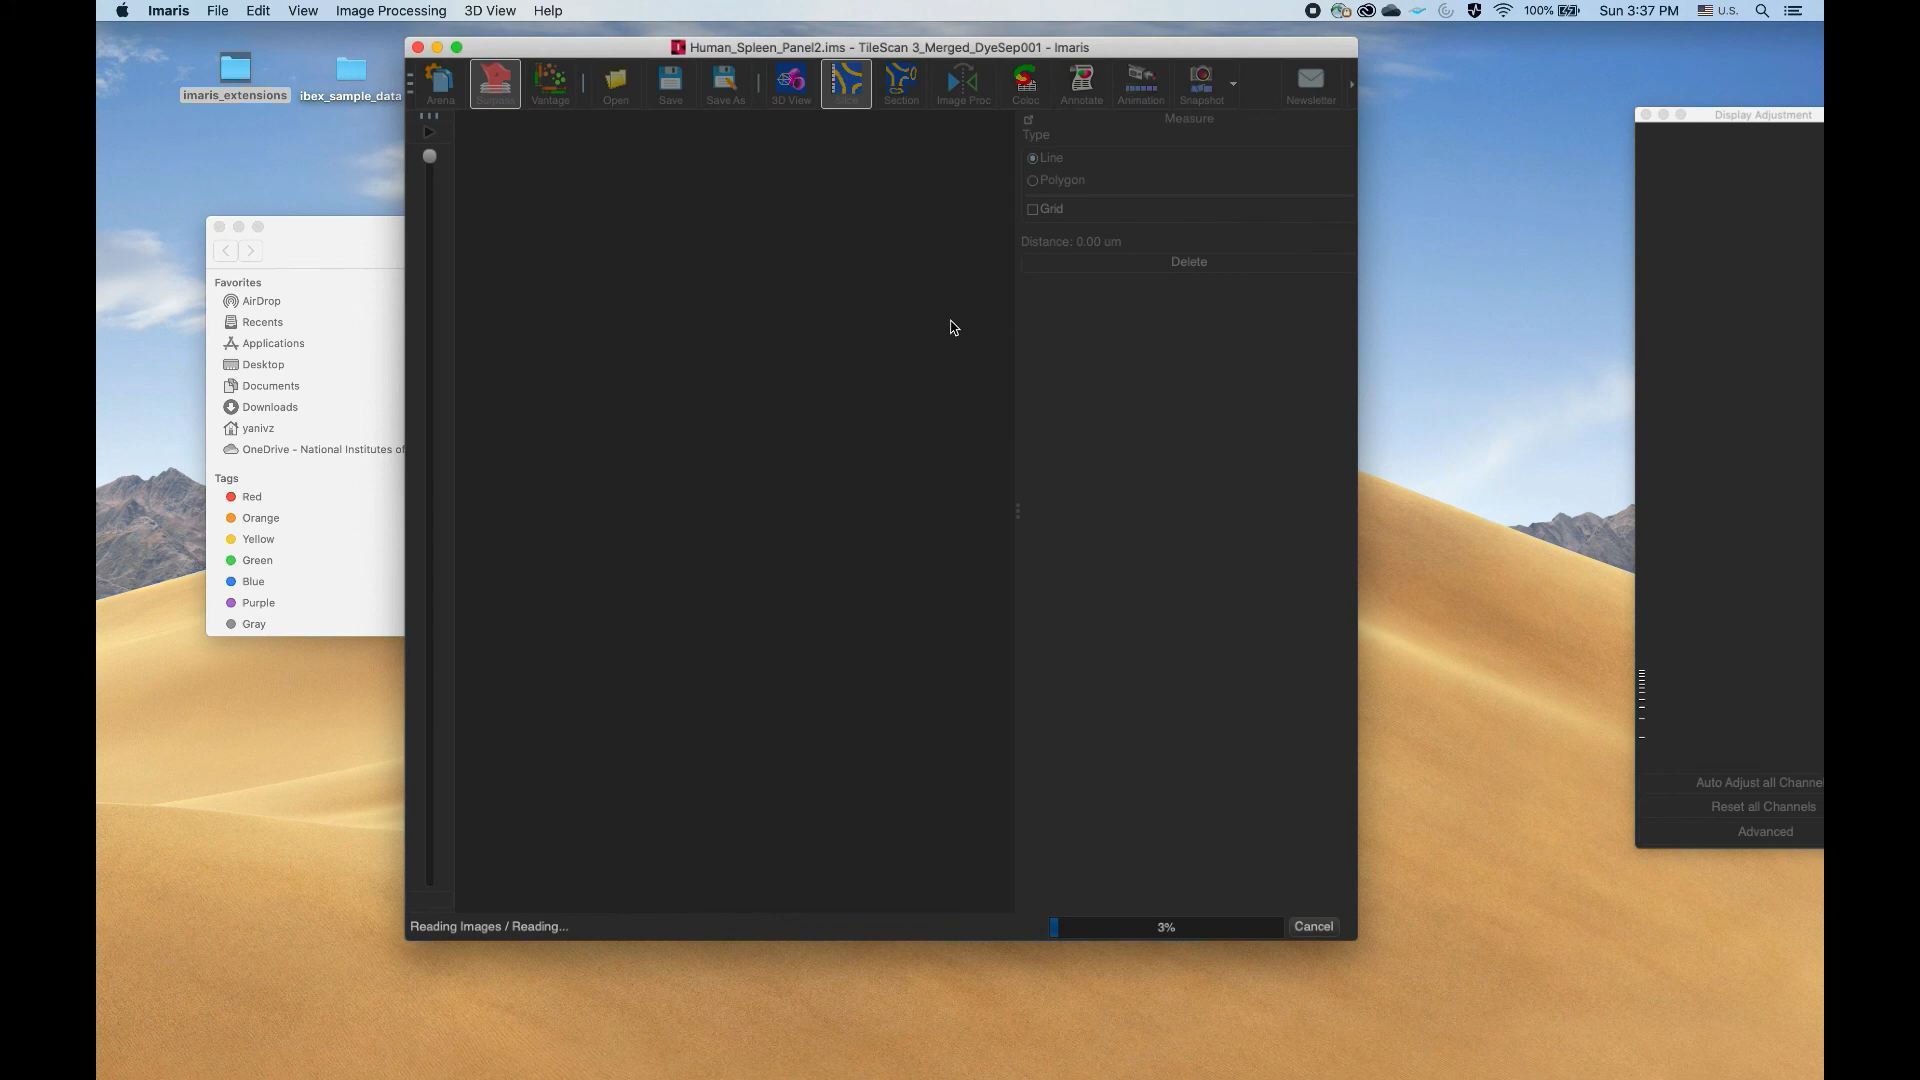 Imaris File Edit View Image Processing 3D View Help
100% Sun 3:37 PM U.S.
imaris_extensions
ibex_sample_data
Human_Spleen_Panel2.ims - TileScan 3_Merged_DyeSep001 - Imaris
Arena Surpass Vantage Open Save Save As 3D View Slice Section Image Proc Coloc Annotate Animation Snapshot Newsletter
Measure
Type
Line
Polygon
Grid
Distance: 0.00 um
Delete
Favorites
AirDrop
Recents
Applications
Desktop
Documents
Downloads
yanivz
OneDrive - National Institutes of
Tags
Red
Orange
Yellow
Green
Blue
Purple
Gray
Reading Images / Reading...
3%
Cancel
Display Adjustment
Auto Adjust all Channe
Reset all Channels
Advanced